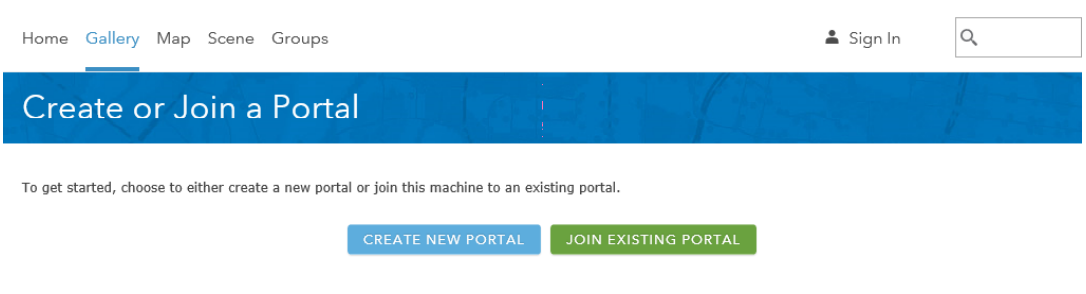 Home Gallery Map Scene Groups Sign In
Create or Join a Portal
To get started, choose to either create a new portal or join this machine to an existing portal.
CREATE NEW PORTAL JOIN EXISTING PORTAL